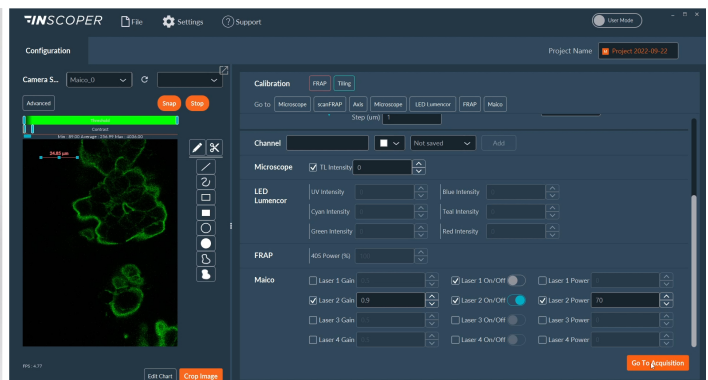 INSCOPER File Settings Support User Mode
Configuration Project Name Project 2022-09-22
Camera S... Maico_0
Advanced Snap Stop
Threshold
Contrast
24.85 µm
FPS : 4.77
Edit Chart Crop Image
Calibration FRAP Tiling
Go to Microscope scanFRAP Axis Microscope LED Lumencor FRAP Maico
Step (um) 1
Channel Not saved Add
Microscope TL Intensity 0
LED Lumencor UV Intensity Blue Intensity
Cyan Intensity Teal Intensity
Green Intensity Red Intensity
FRAP 405 Power (%)
Maico Laser 1 Gain Laser 1 On/Off Laser 1 Power
Laser 2 Gain 0.9 Laser 2 On/Off Laser 2 Power 70
Laser 3 Gain Laser 3 On/Off Laser 3 Power
Laser 4 Gain Laser 4 On/Off Laser 4 Power
Go To Acquisition